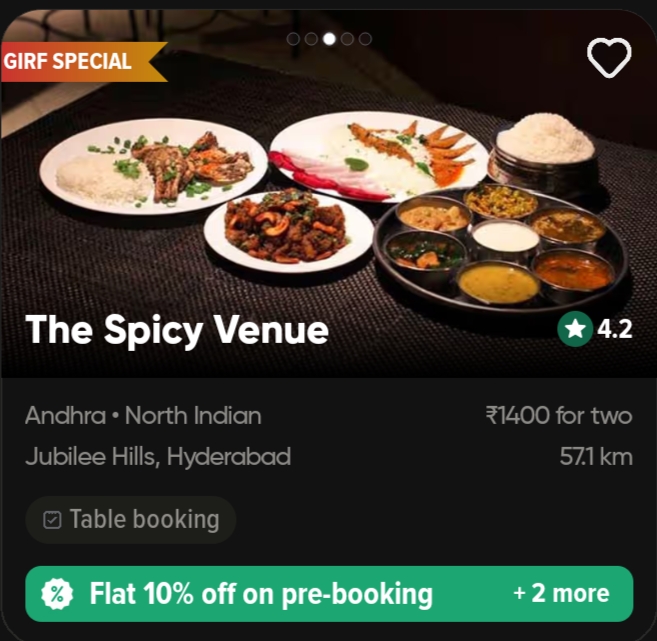 GIRF SPECIAL
The Spicy Venue
4.2
Andhra • North Indian
₹1400 for two
Jubilee Hills, Hyderabad
57.1 km
Table booking
Flat 10% off on pre-booking
+ 2 more